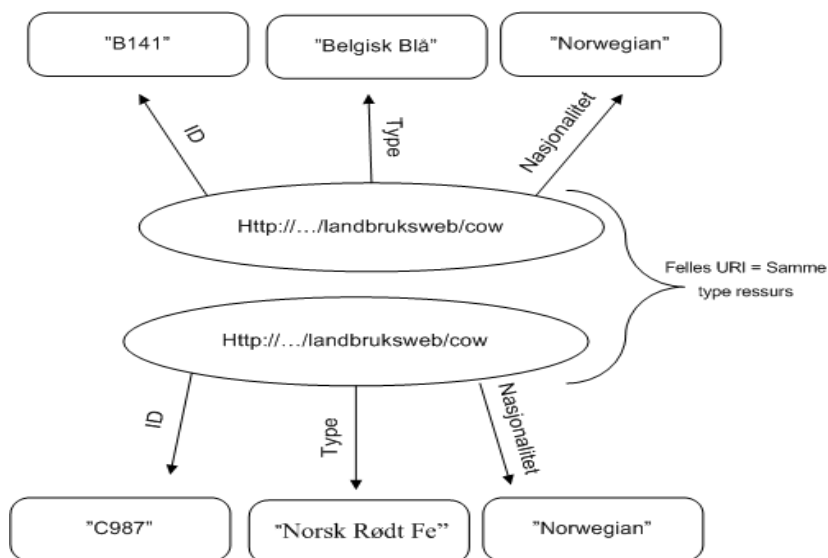 "B141"
"Belgisk Blå"
"Norwegian"
ID
Type
Nasjonalitet
Http://…/landbruksweb/cow
Felles URI = Samme
type ressurs
Http://…/landbruksweb/cow
ID
Type
Nasjonalitet
"C987"
"Norsk Rødt Fe”
"Norwegian"